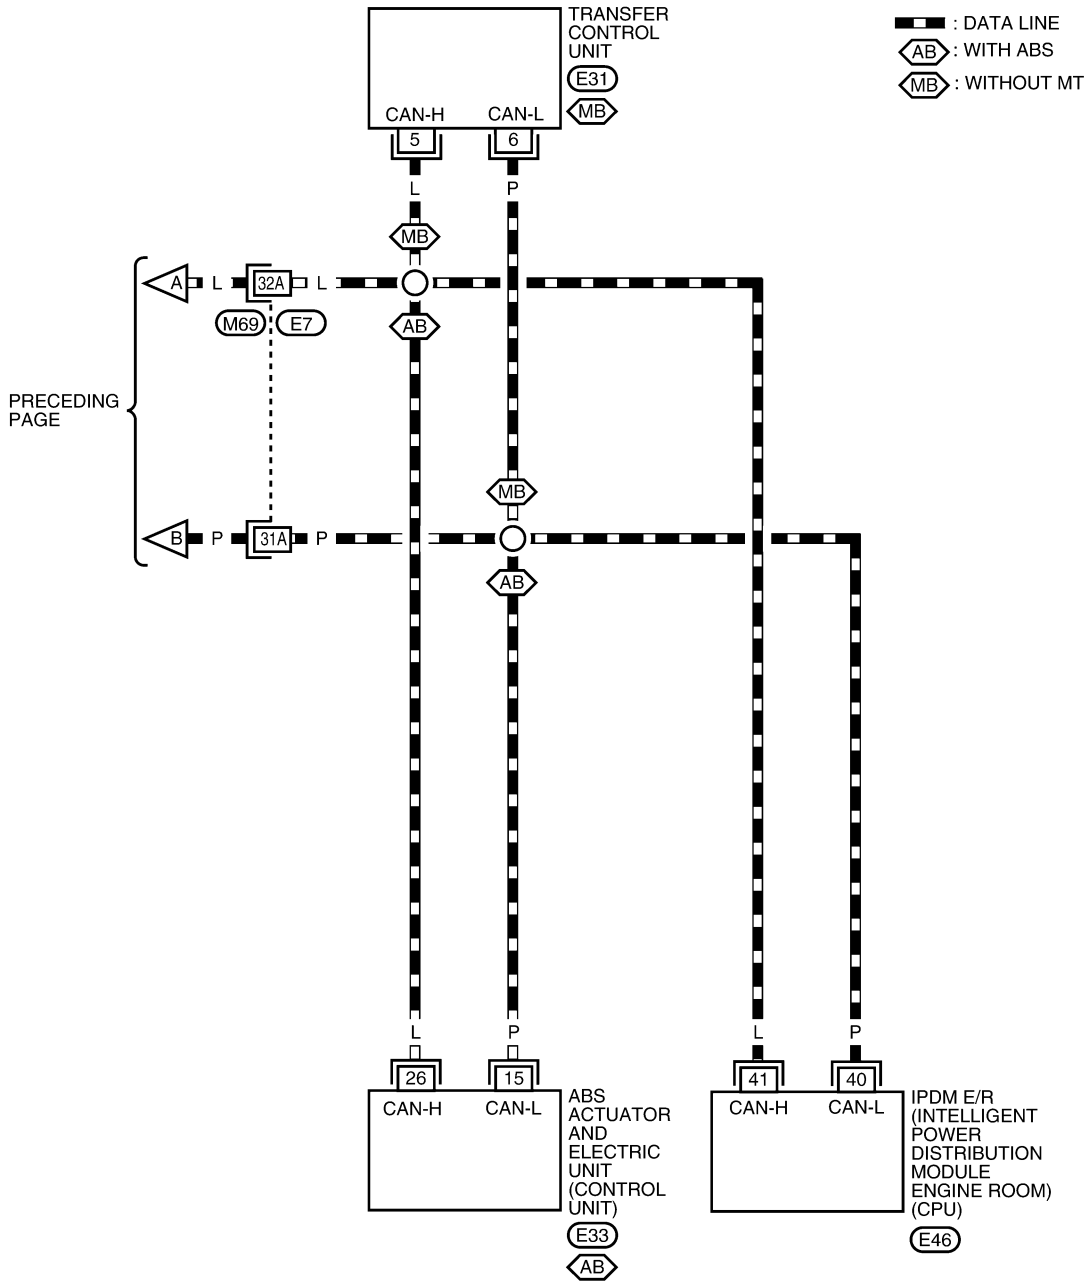 TRANSFER
CONTROL
UNIT
E31
MB
CAN-H
CAN-L
5
6
: DATA LINE
AB : WITH ABS
MB : WITHOUT MT
L
P
MB
A
L
32A
L
AB
M69
E7
PRECEDING
PAGE
MB
B
P
31A
P
AB
L
P
L
P
26
15
41
40
CAN-H
CAN-L
CAN-H
CAN-L
ABS
ACTUATOR
AND
ELECTRIC
UNIT
(CONTROL
UNIT)
E33
AB
IPDM E/R
(INTELLIGENT
POWER
DISTRIBUTION
MODULE
ENGINE ROOM)
(CPU)
E46